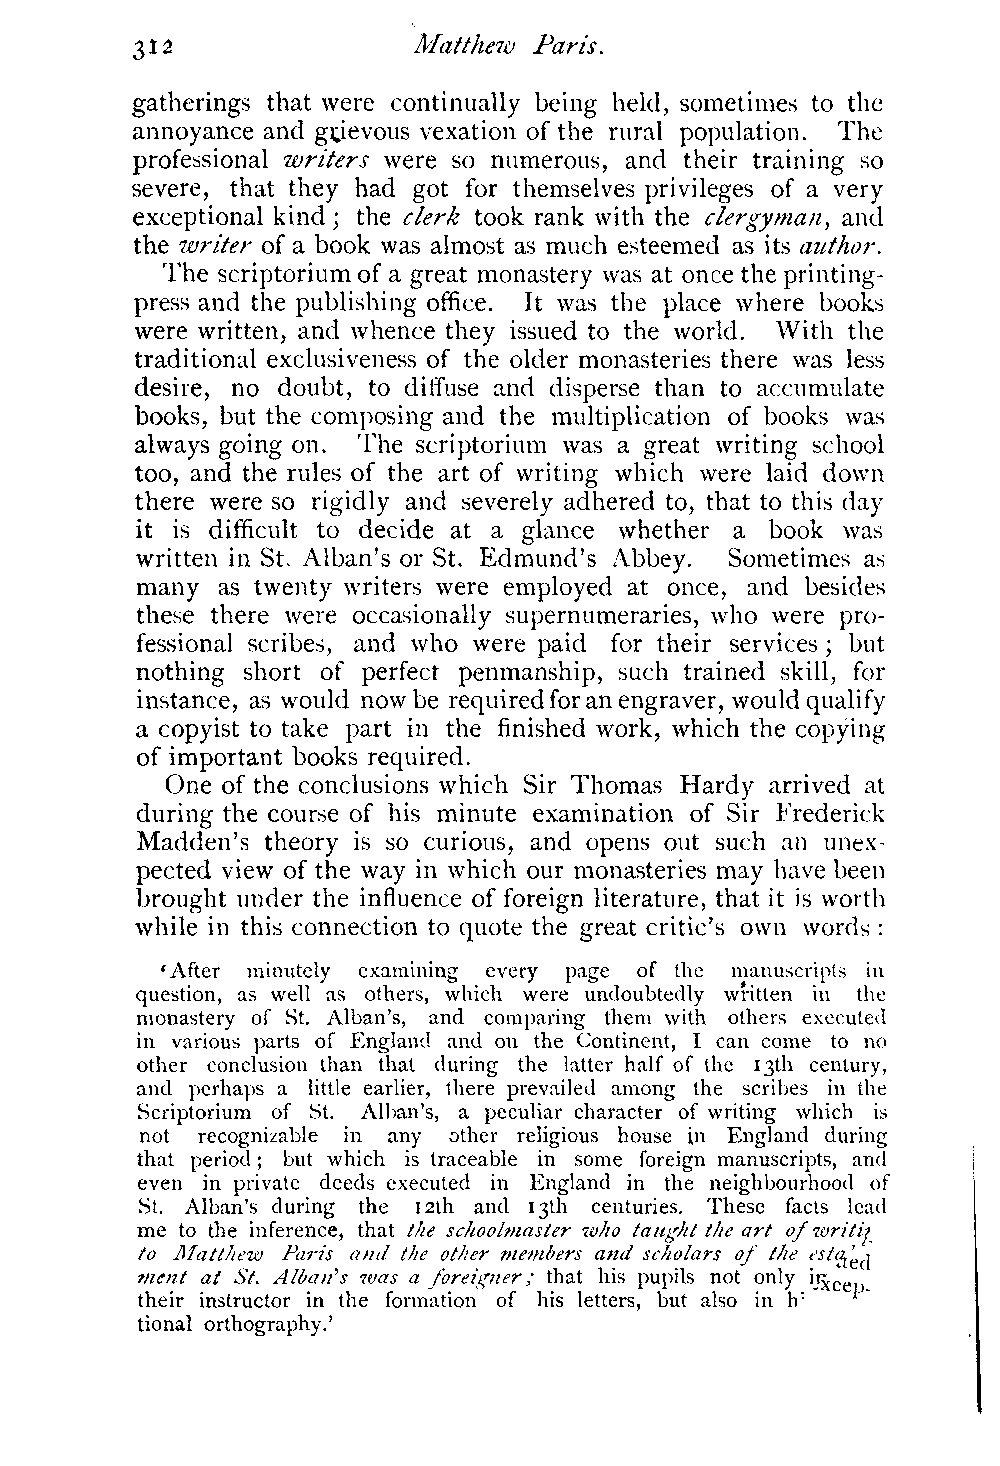 312 Matthew Paris.
gatherings that were continually being held, sometimes to the
annoyance and grievous vexation of the rural population. The
professional writers were so numerous, and their training so
severe, that they had got for themselves privileges of a very
exceptional kind; the clerk took rank with the clergyman, and
the writer of a book was almost as much esteemed as its author.
The scriptorium of a great monastery was at once the printing-
press and the publishing office. It was the place where books
were written, and whence they issued to the world. With the
traditional exclusiveness of the older monasteries there was less
desire, no doubt, to diffuse and disperse than to accumulate
books, but the composing and the multiplication of books was
always going on. The scriptorium was a great writing school
too, and the rules of the art of writing which were laid down
there were so rigidly and severely adhered to, that to this day
it is difficult to decide at a glance whether a book was
written in St. Alban's or St. Edmund's Abbey. Sometimes as
many as twenty writers were employed at once, and besides
these there were occasionally supernumeraries, who were pro-
fessional scribes, and who were paid for their services; but
nothing short of perfect penmanship, such trained skill, for
instance, as would now be required for an engraver, would qualify
a copyist to take part in the finished work, which the copying
of important books required.
One of the conclusions which Sir Thomas Hardy arrived at
during the course of his minute examination of Sir Frederick
Madden's theory is so curious, and opens out such an unex-
pected view of the way in which our monasteries may have been
brought under the influence of foreign literature, that it is worth
while in this connection to quote the great critic's own words:
'After minutely examining every page of the manuscripts in
question, as well as others, which were undoubtedly written in the
monastery of St. Alban's, and comparing them with others executed
in various parts of England and on the Continent, I can come to no
other conclusion than that during the latter half of the 13th century,
and perhaps a little earlier, there prevailed among the scribes in the
Scriptorium of St. Alban's, a peculiar character of writing which is
not recognizable in any other religious house in England during
that period; but which is traceable in some foreign manuscripts, and
even in private deeds executed in England in the neighbourhood of
St. Alban's during the 12th and 13th centuries. These facts lead
me to the inference, that the schoolmaster who taught the art of
to Matthew Paris and the other members and scholars of the
ment at St. Alban's was a foreigner; that his pupils not only
their instructor in the formation of his letters, but also in
tional orthography.'